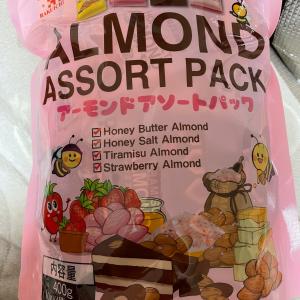 ALMOND
ASSORT PACK
アーモンドアソートパック
Honey Butter Almond
Honey Salt Almond
Tiramisu Almond
Strawberry Almond
内容量
400g